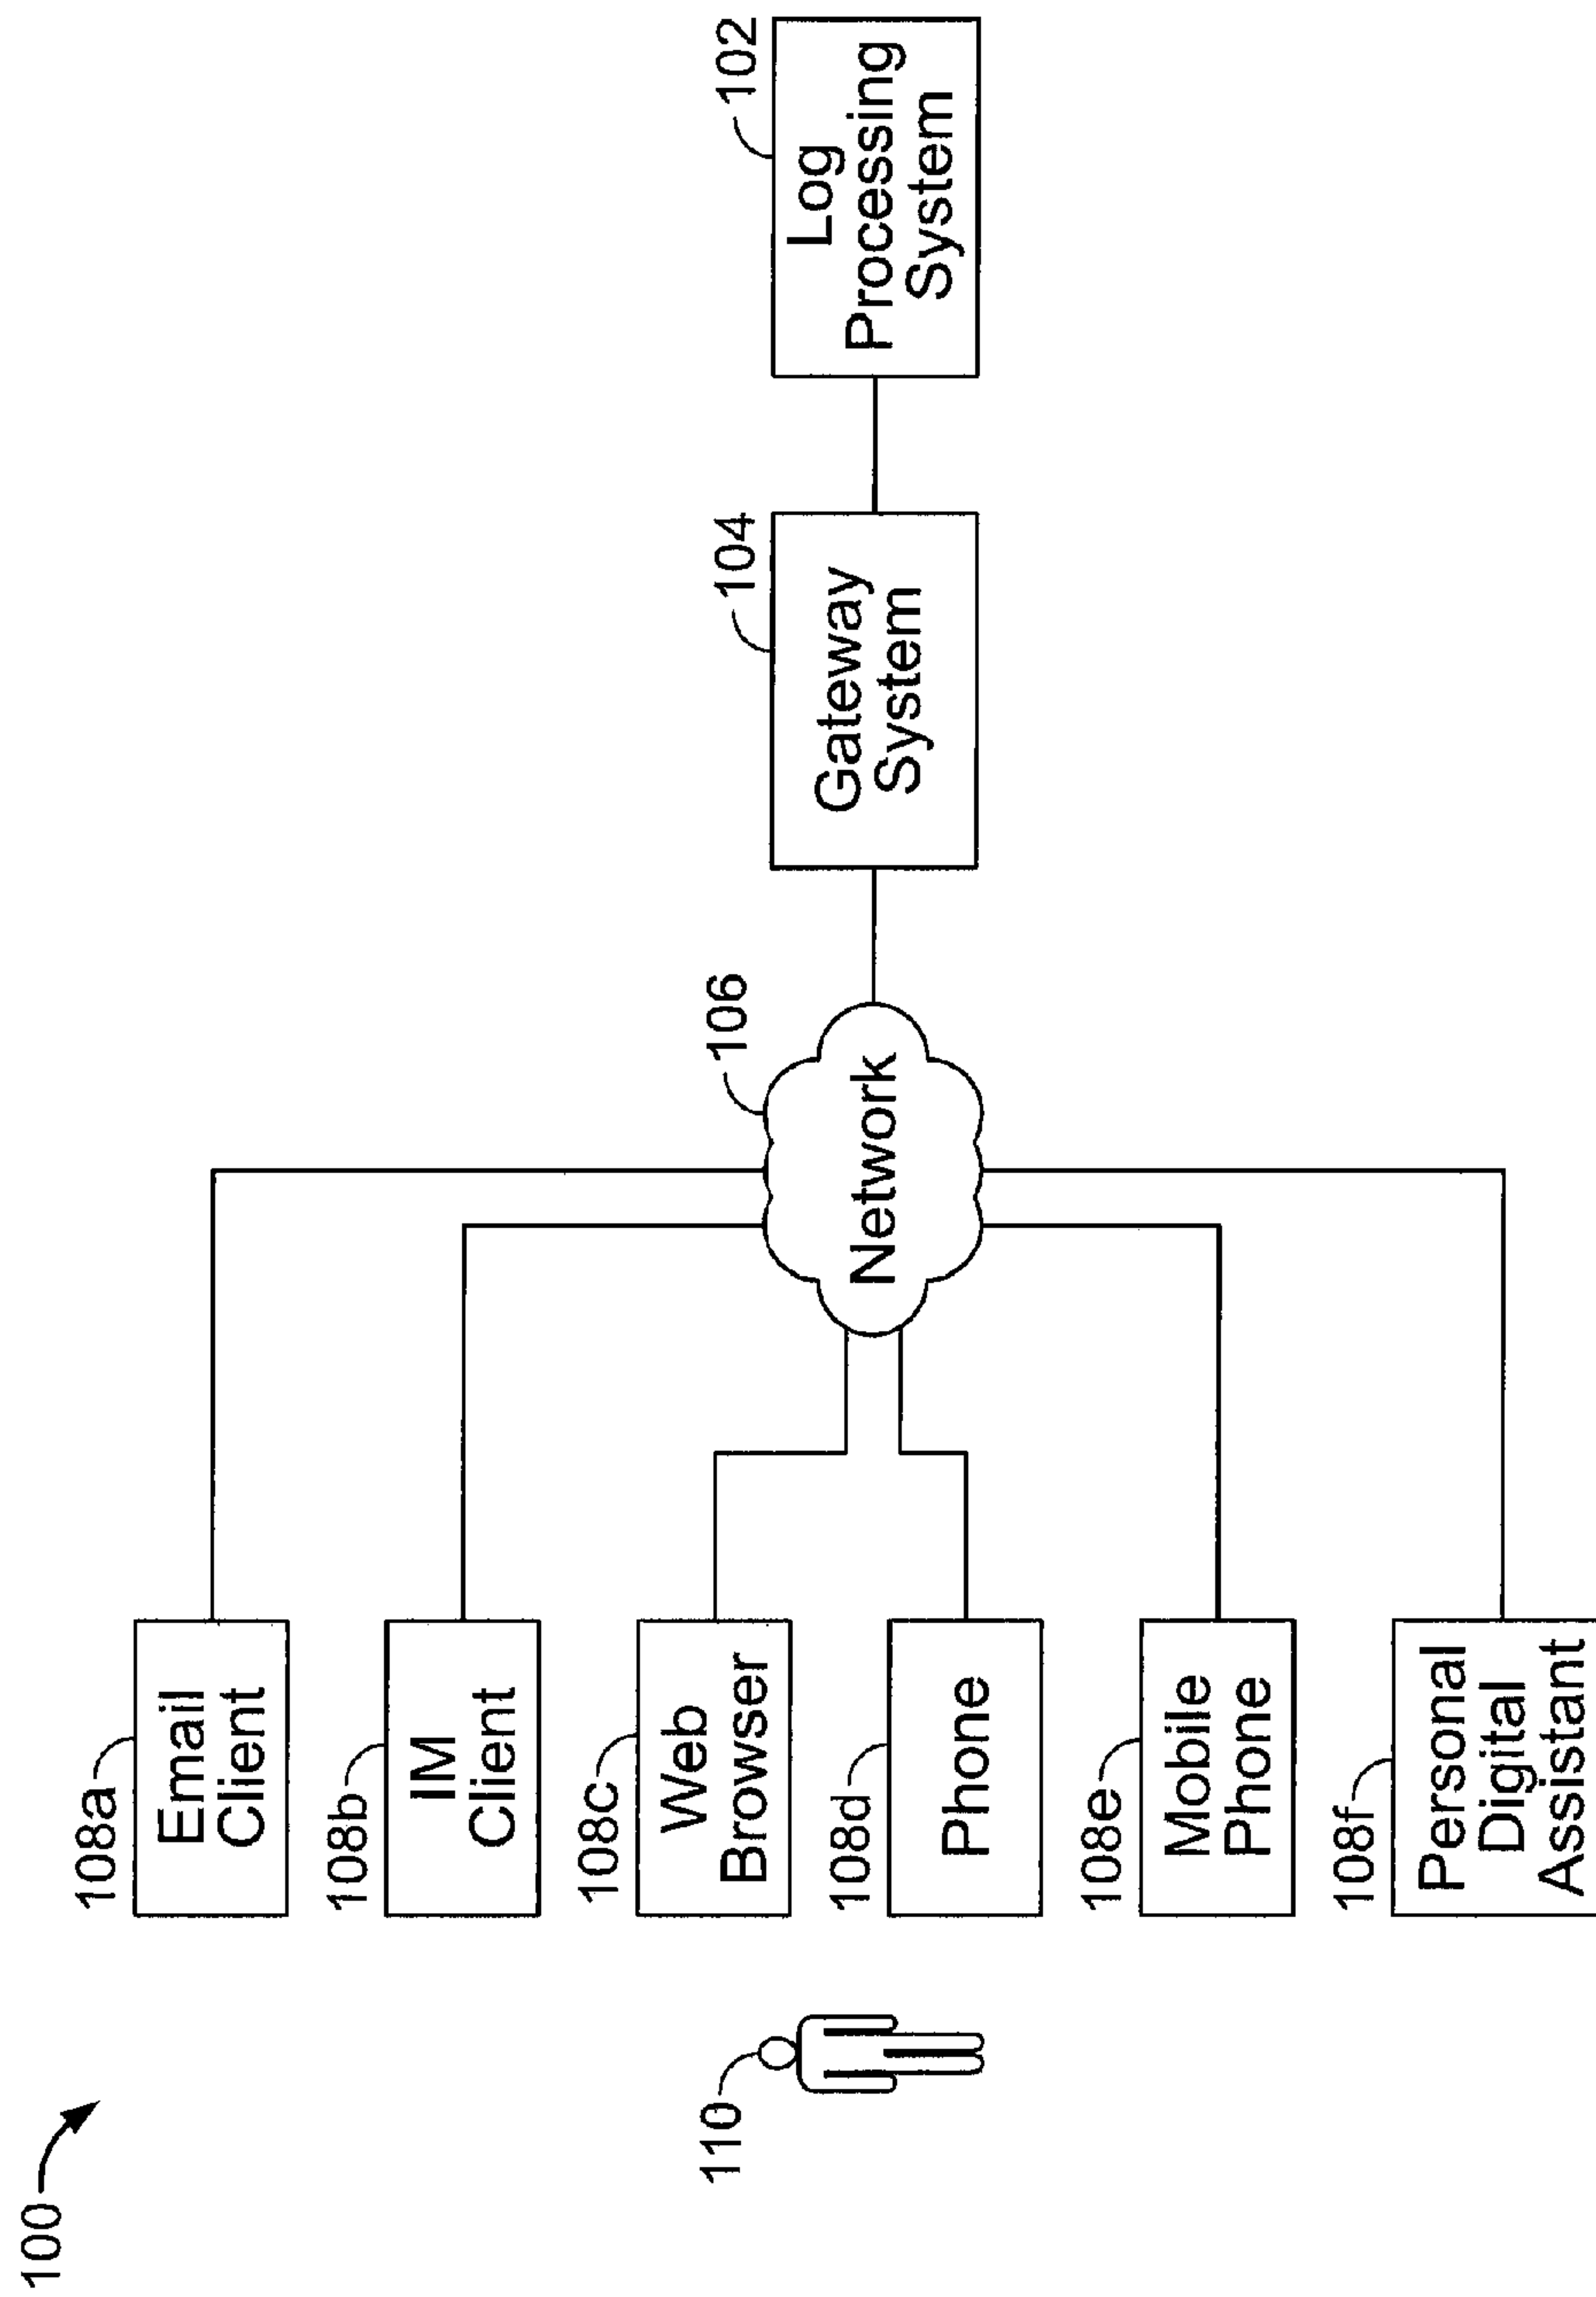 100
108a
Email
Client
108b
IM
Client
108c
Web
Browser
108d
Phone
108e
Mobile
Phone
108f
Personal
Digital
Assistant
110
106
Network
104
Gateway
System
102
Log
Processing
System